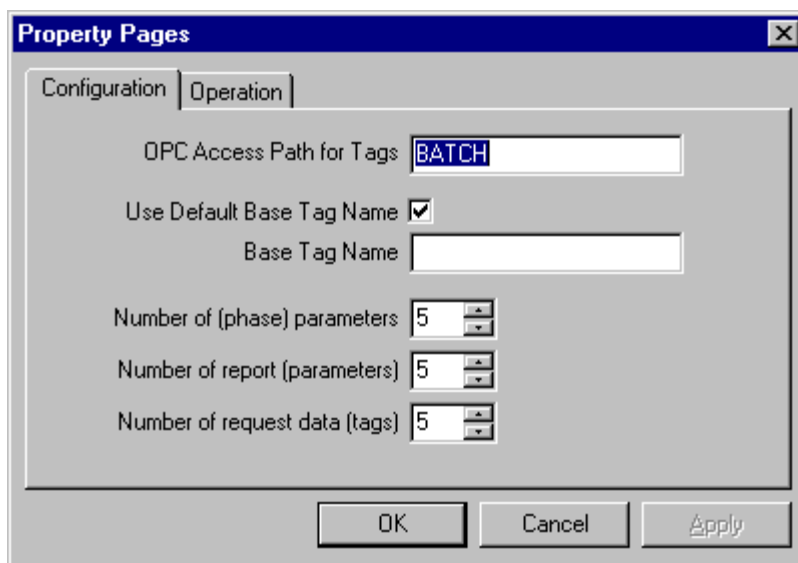 Property Pages
Configuration Operation
OPC Access Path for Tags BATCH
Use Default Base Tag Name
Base Tag Name
Number of (phase) parameters 5
Number of report (parameters) 5
Number of request data (tags) 5
OK Cancel Apply